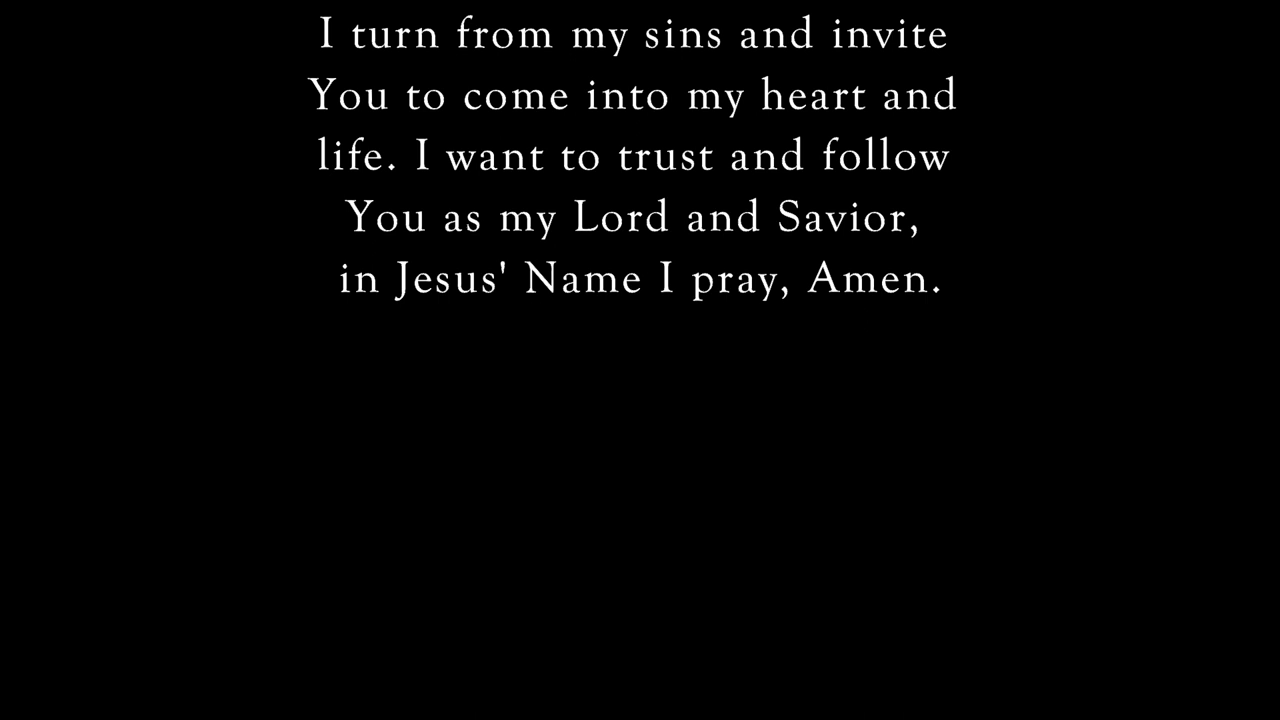 I turn from my sins and invite
You to come into my heart and
life. I want to trust and follow
You as my Lord and Savior,
in Jesus' Name I pray, Amen.